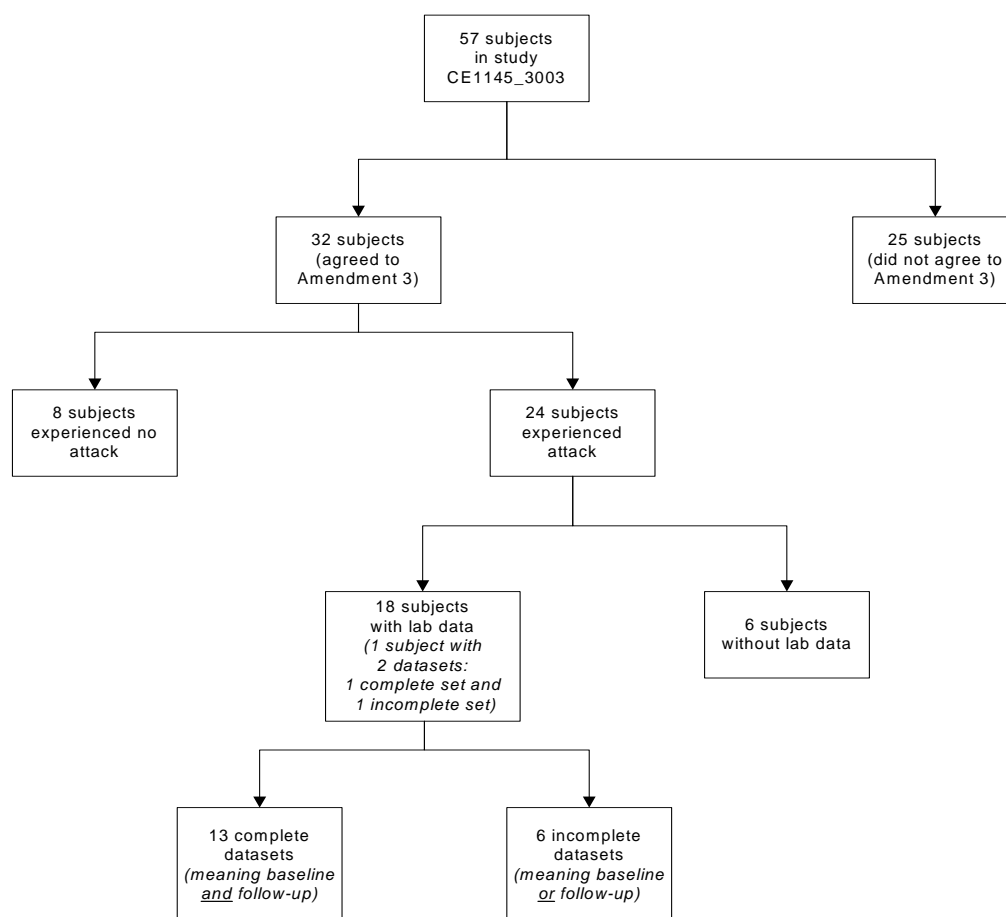 57 subjects
in study
CE1145_3003
32 subjects
(agreed to
Amendment 3)
25 subjects
(did not agree to
Amendment 3)
8 subjects
experienced no
attack
24 subjects
experienced
attack
18 subjects
with lab data
(1 subject with
2 datasets:
1 complete set and
1 incomplete set)
6 subjects
without lab data
13 complete
datasets
(meaning baseline
and follow-up)
6 incomplete
datasets
(meaning baseline
or follow-up)